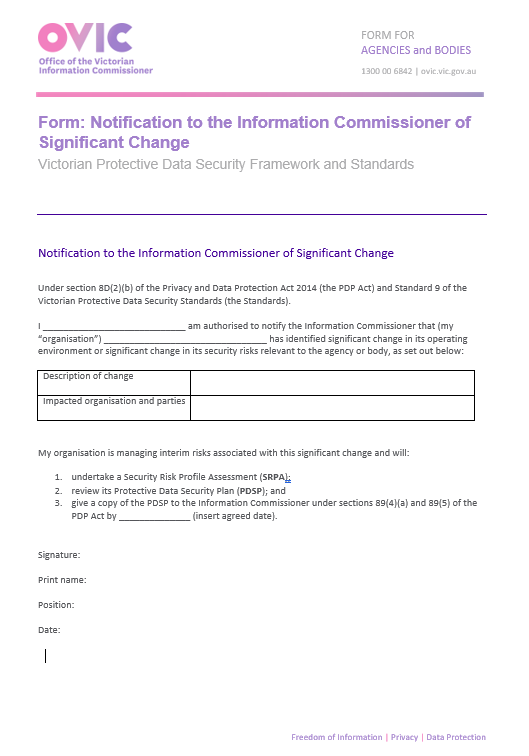 OVIC
Office of the Victorian
Information Commissioner
FORM FOR
AGENCIES and BODIES
1300 00 6842 | ovic.vic.gov.au
Form: Notification to the Information Commissioner of
Significant Change
Victorian Protective Data Security Framework and Standards
Notification to the Information Commissioner of Significant Change
Under section 8D(2)(b) of the Privacy and Data Protection Act 2014 (the PDP Act) and Standard 9 of the
Victorian Protective Data Security Standards (the Standards).
I ____________________________ am authorised to notify the Information Commissioner that (my
“organisation”) ________________________________ has identified significant change in its operating
environment or significant change in its security risks relevant to the agency or body, as set out below:
Description of change
Impacted organisation and parties
My organisation is managing interim risks associated with this significant change and will:
1. undertake a Security Risk Profile Assessment (SRPA);
2. review its Protective Data Security Plan (PDSP); and
3. give a copy of the PDSP to the Information Commissioner under sections 89(4)(a) and 89(5) of the
PDP Act by ______________ (insert agreed date).
Signature:
Print name:
Position:
Date:
Freedom of Information | Privacy | Data Protection